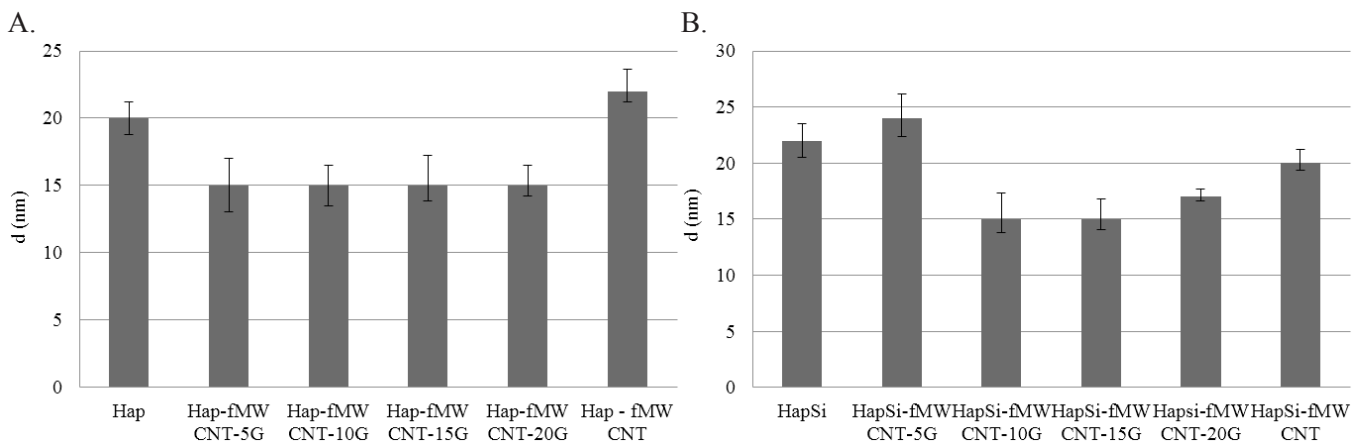 A.
25
20
15
10
5
0
d (nm)
Hap
Hap-fMW
CNT-5G
Hap-fMW
CNT-10G
Hap-fMW
CNT-15G
Hap-fMW
CNT-20G
Hap - fMW
CNT
B.
30
25
20
15
10
5
0
d (nm)
HapSi
HapSi-fMW
CNT-5G
HapSi-fMW
CNT-10G
HapSi-fMW
CNT-15G
Hapsi-fMW
CNT-20G
HapSi-fMW
CNT